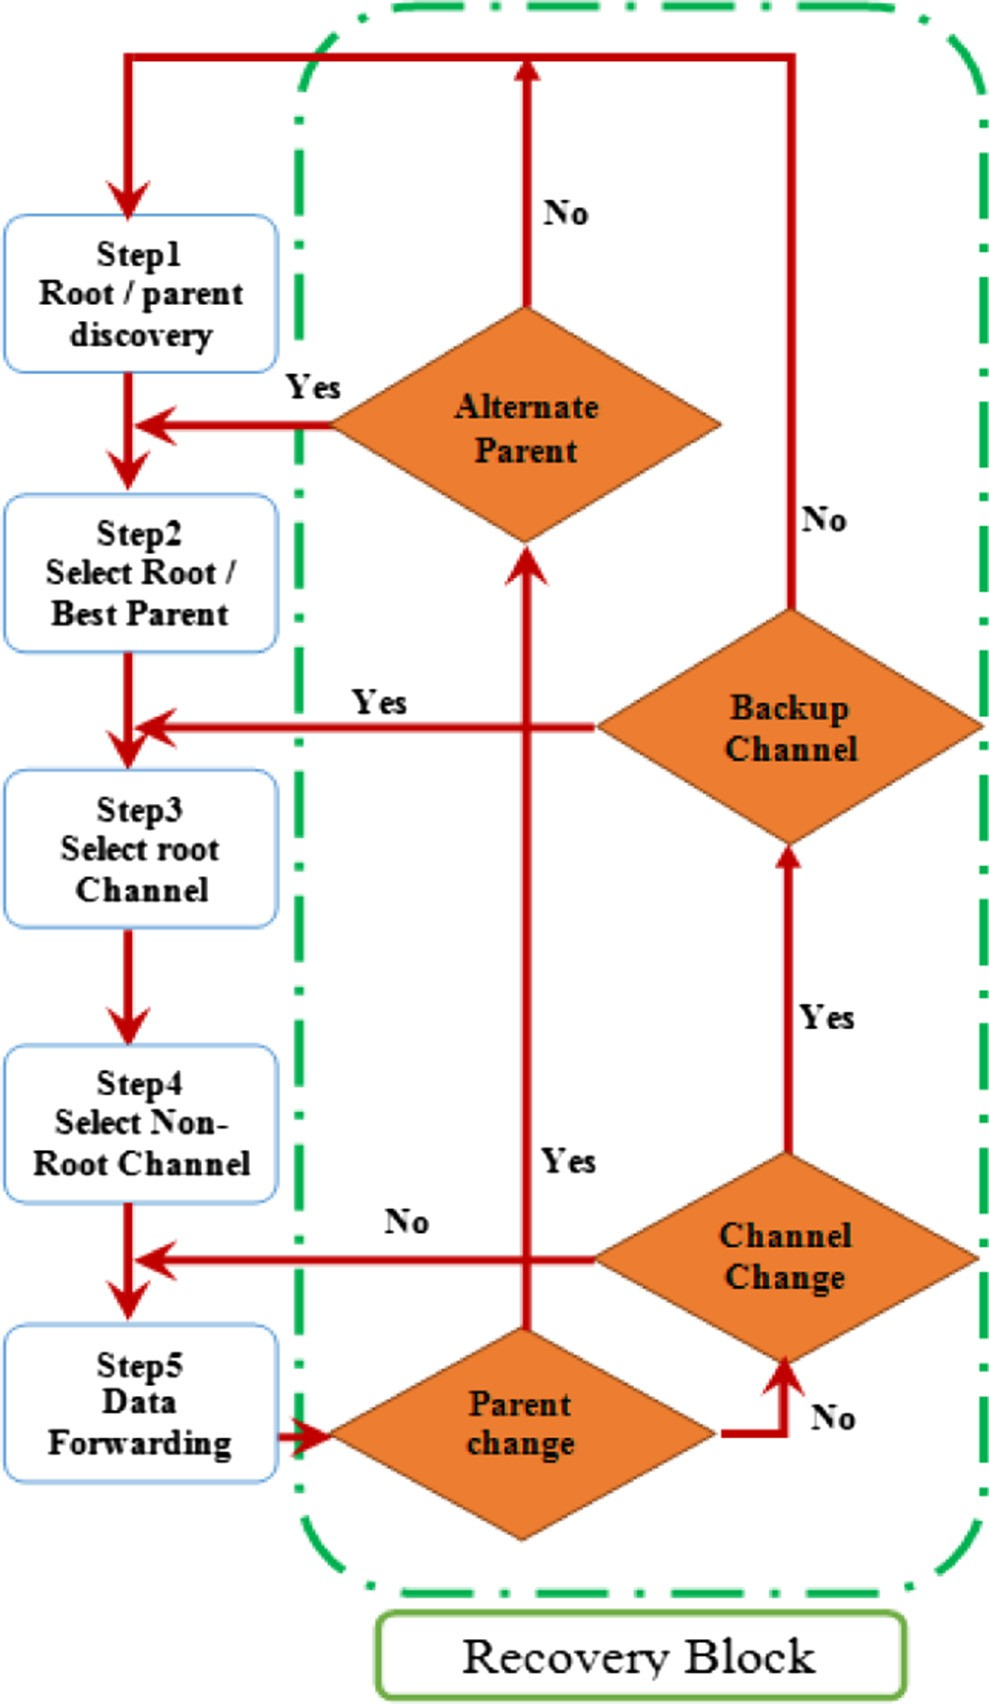 No
Step1
Root / parent
discovery
Yes
Alternate
Parent
No
Step2
Select Root /
Best Parent
Yes
Backup
Channel
Step3
Select root
Channel
Yes
Step4
Select Non-
Root Channel
Yes
No
Channel
Change
Step5
Data
Forwarding
Parent
change
No
Recovery Block